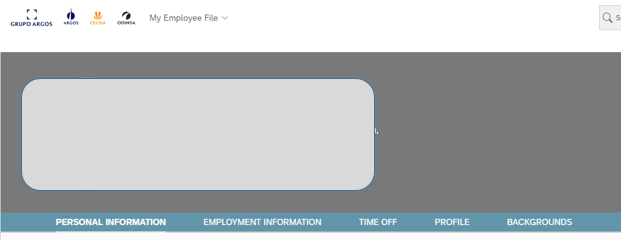 GRUPO ARGOS
ARGOS
CELSIA
ODINSA
My Employee File
PERSONAL INFORMATION
EMPLOYMENT INFORMATION
TIME OFF
PROFILE
BACKGROUNDS